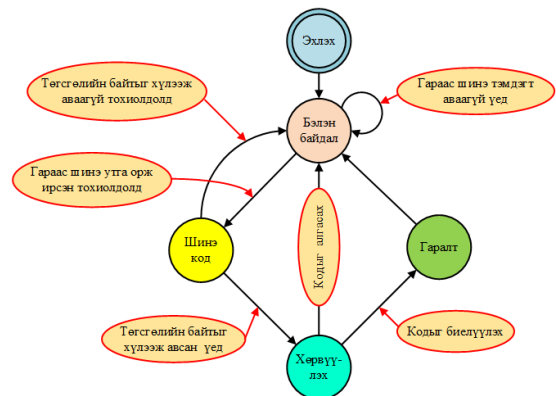 Эхлэх
Төгсгөлийн байтыг хүлээж
аваагүй тохиолдолд
Гараас шинэ тэмдэгт
аваагүй үед
Бэлэн
байдал
Гараас шинэ утга орж
ирсэн тохиолдолд
Шинэ
код
Кодыг алгасах
Гаралт
Төгсгөлийн байтыг
хүлээж авсан үед
Кодыг биелүүлэх
Хөрвүү-
лэх